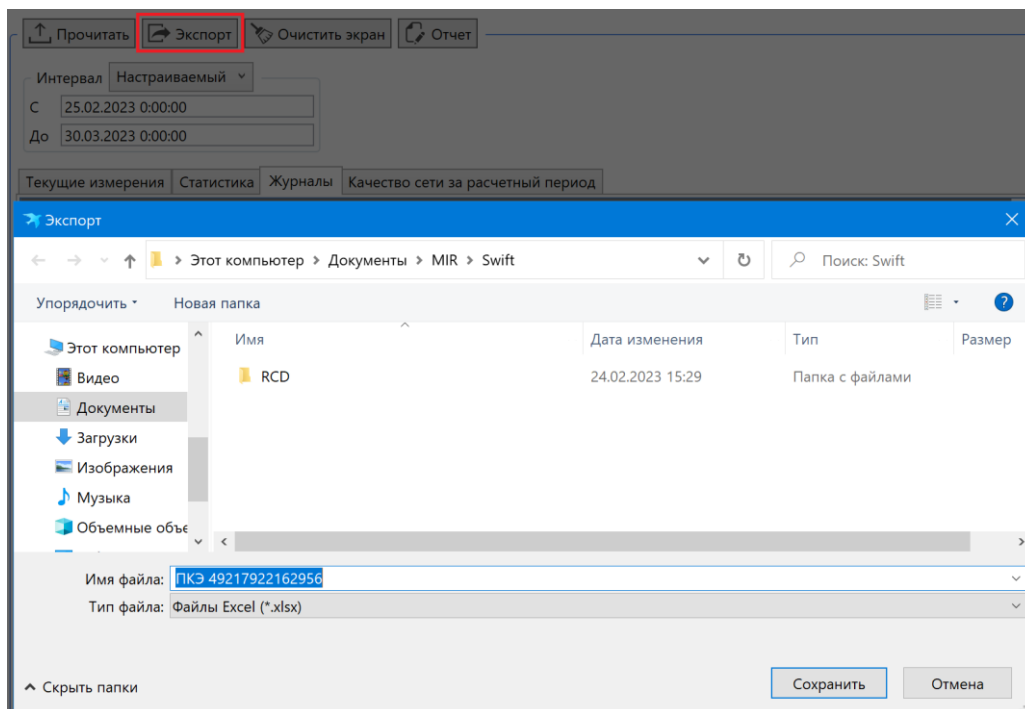 Прочитать Экспорт Очистить экран Отчет
Интервал Настраиваемый
С 25.02.2023 0:00:00
До 30.03.2023 0:00:00
Текущие измерения Статистика Журналы Качество сети за расчетный период
Экспорт
Этот компьютер > Документы > MIR > Swift Поиск: Swift
Упорядочить Новая папка
Имя Дата изменения Тип Размер
Этот компьютер
RCD 24.02.2023 15:29 Папка с файлами
Видео
Документы
Загрузки
Изображения
Музыка
Объемные объе
Имя файла: ПКЭ 49217922162956
Тип файла: Файлы Excel (*.xlsx)
Скрыть папки Сохранить Отмена